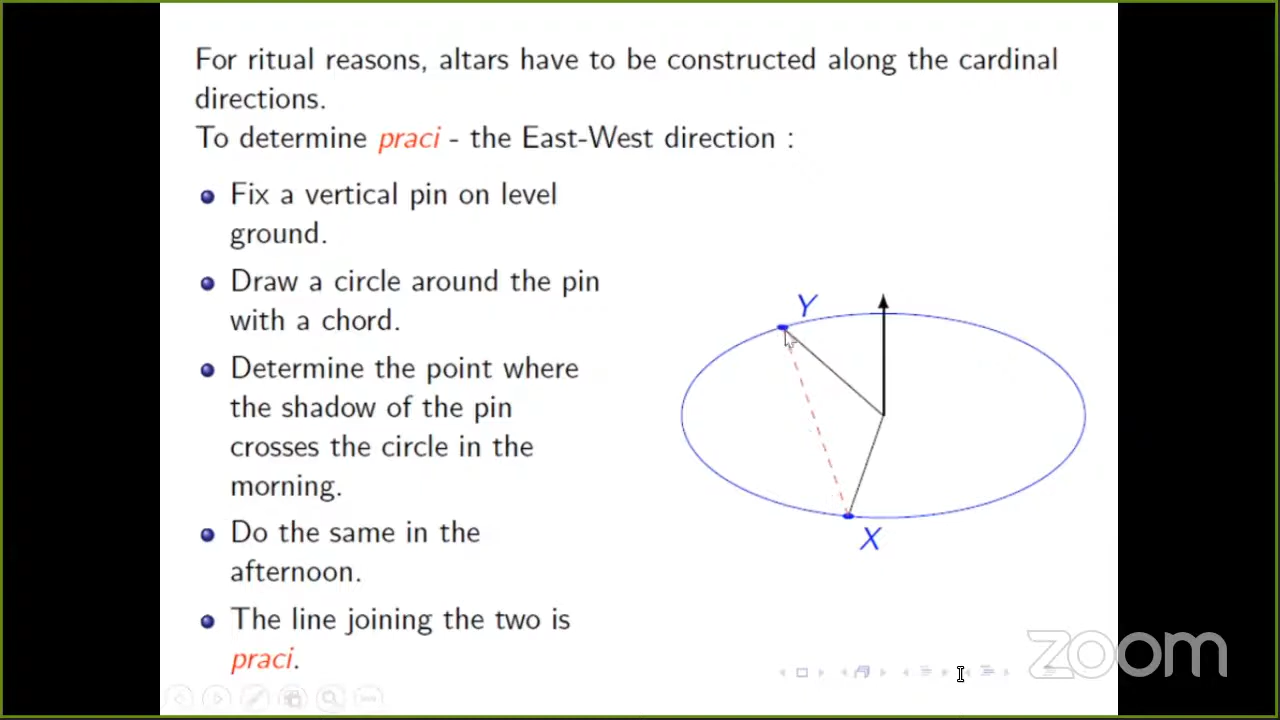 For ritual reasons, altars have to be constructed along the cardinal
directions.
To determine praci - the East-West direction :
Fix a vertical pin on level
ground.
Draw a circle around the pin
with a chord.
Determine the point where
the shadow of the pin
crosses the circle in the
morning.
Do the same in the
afternoon.
The line joining the two is
praci.
Y
X
zoom